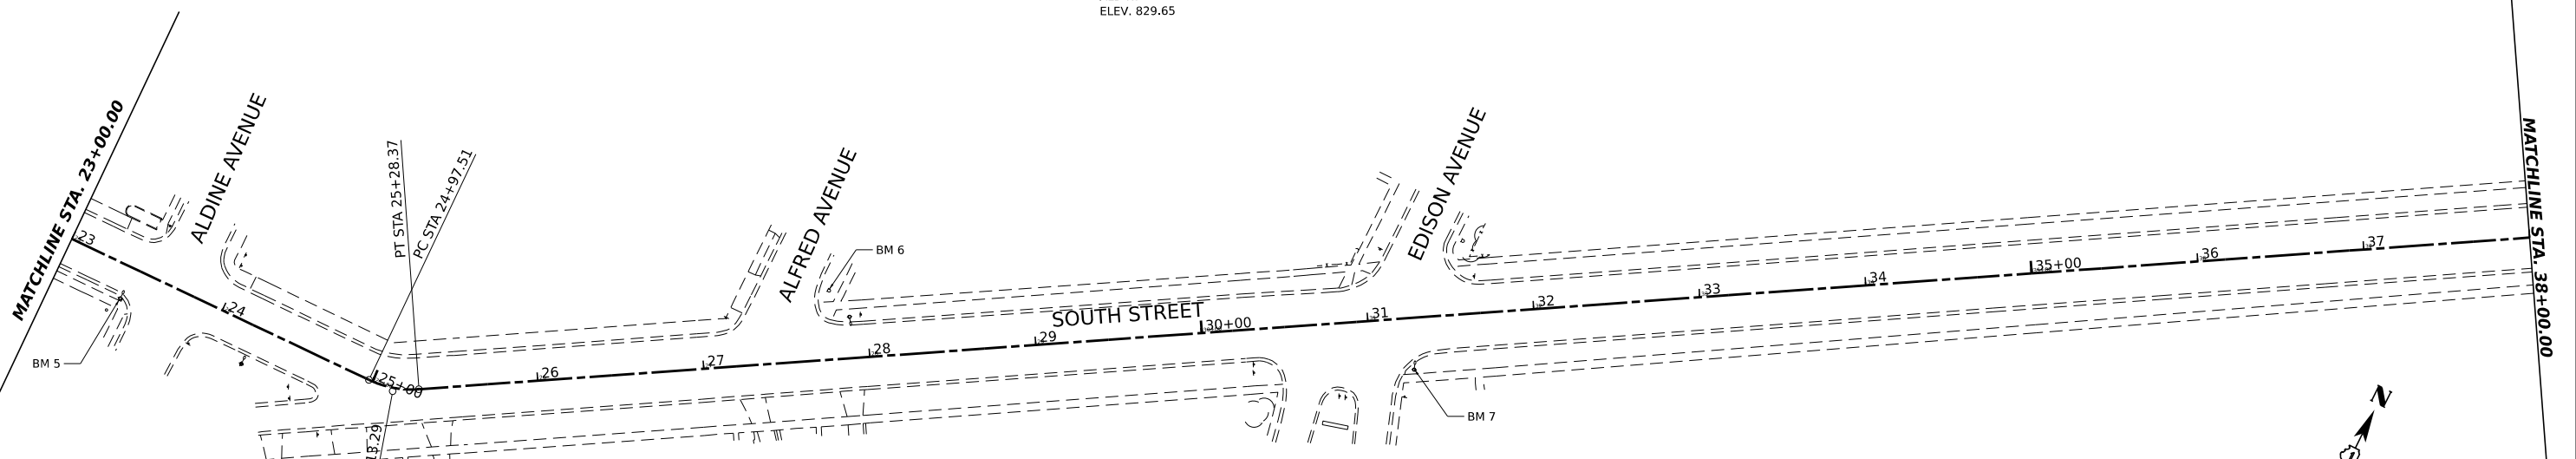 ELEV. 829.65
MATCHLINE STA. 23+00.00
ALDINE AVENUE
PT STA 25+28.37
PC STA 24+97.51
ALFRED AVENUE
BM 6
EDISON AVENUE
MATCHLINE STA. 38+00.00
23
24
25+00
26
27
28
29
SOUTH STREET
30+00
31
32
33
34
35+00
36
37
BM 5
BM 7
13.29
N